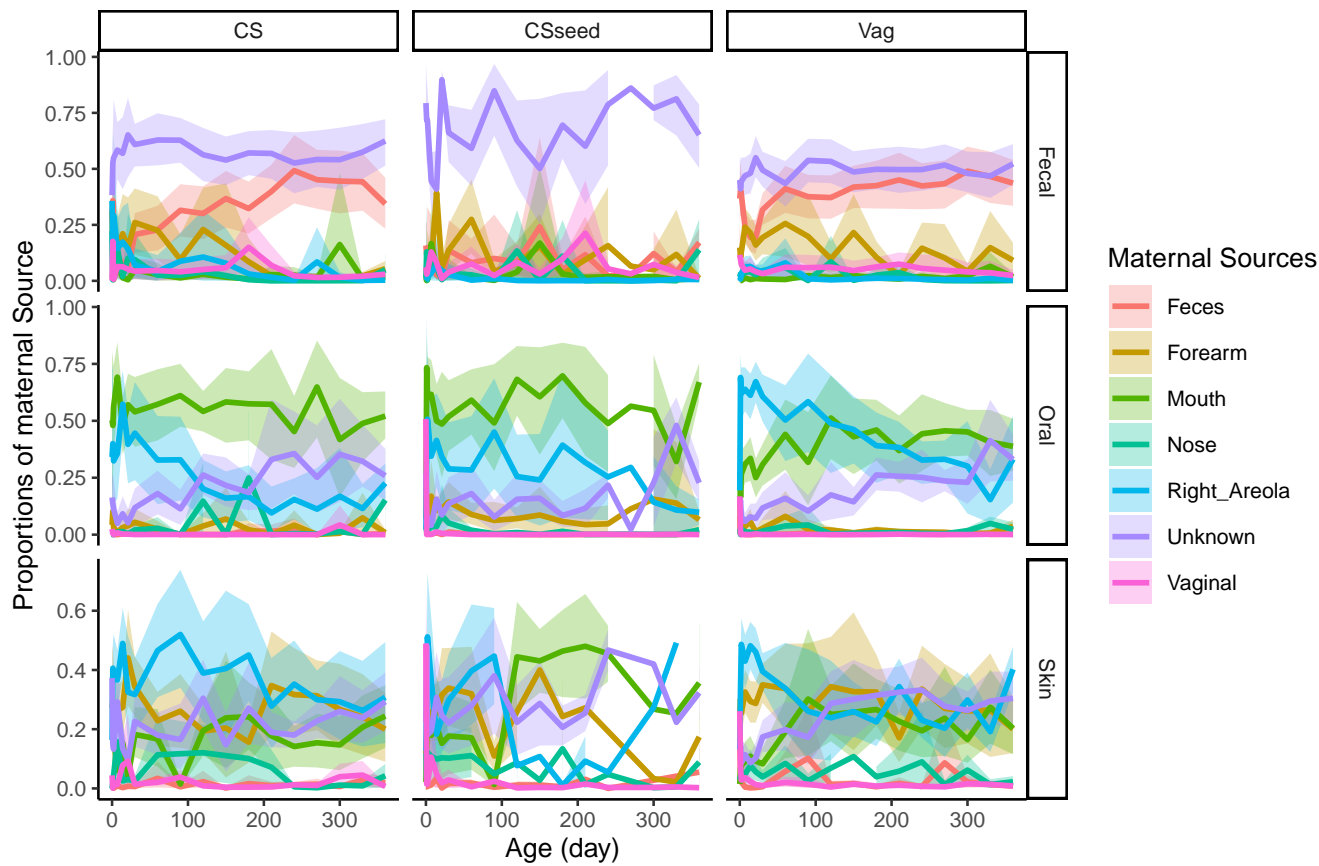 CS CSseed Vag
1.00
0.75
0.50
0.25
0.00
Fecal
1.00
0.75
0.50
0.25
0.00
Oral
0.6
0.4
0.2
0.0
Skin
0 100 200 300 0 100 200 300 0 100 200 300
Age (day)
Proportions of maternal Source
Maternal Sources
Feces
Forearm
Mouth
Nose
Right_Areola
Unknown
Vaginal